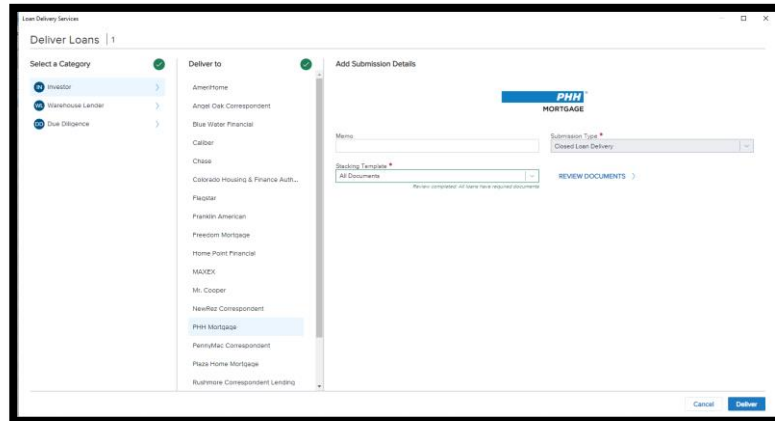 Loan Delivery Services
Deliver Loans | 1
Select a Category
IN Investor
WL Warehouse Lender
DD Due Diligence
Deliver to
AmeriHome
Angel Oak Correspondent
Blue Water Financial
Caliber
Chase
Colorado Housing & Finance Auth...
Flagstar
Franklin American
Freedom Mortgage
Home Point Financial
MAXEX
Mr. Cooper
NewRez Correspondent
PHH Mortgage
PennyMac Correspondent
Plaza Home Mortgage
Rushmore Correspondent Lending
Add Submission Details
PHH
MORTGAGE
Memo
Submission Type *
Closed Loan Delivery
Stacking Template *
All Documents
Review completed. All loans have required documents
REVIEW DOCUMENTS
Cancel
Deliver